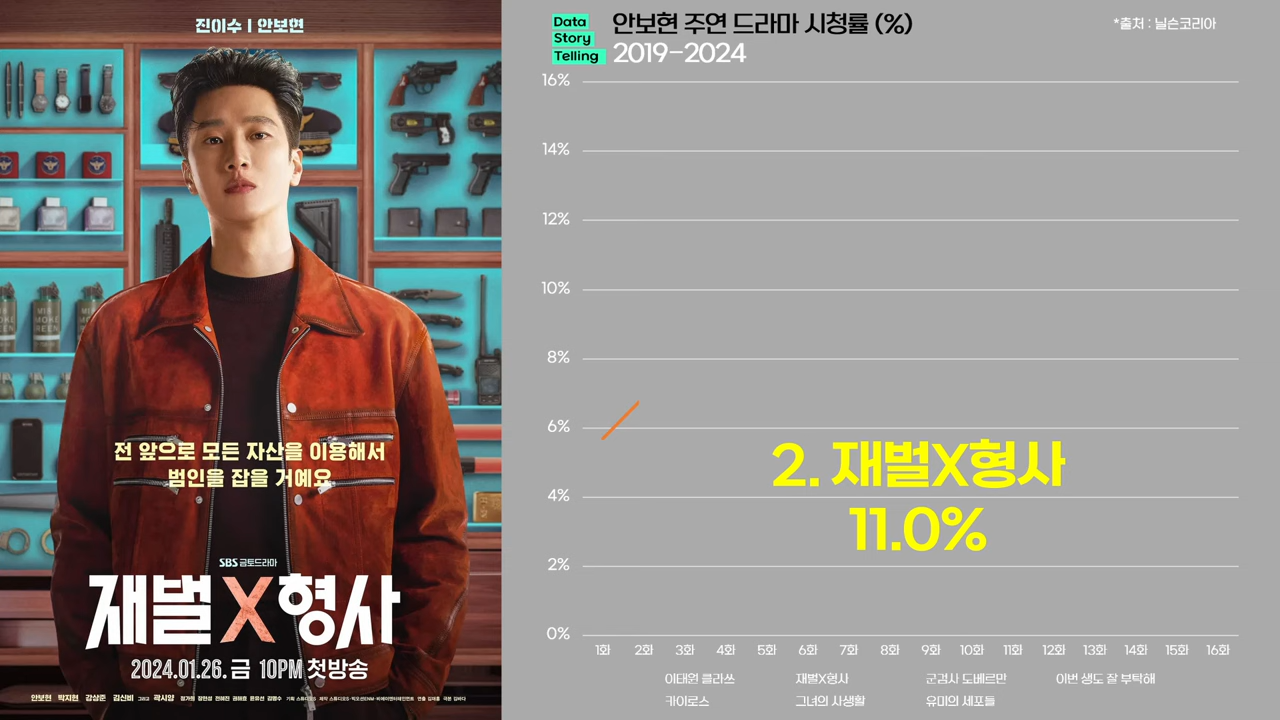 진이수 | 안보현
전 앞으로 모든 자산을 이용해서
범인을 잡을 거예요.
SBS 금토드라마
재벌X형사
2024.01.26. 금 10PM 첫방송
안보현 박지현 강상준 김신비 그리고 곽시양
Data
Story
Telling
안보현 주연 드라마 시청률 (%)
2019-2024
*출처 : 닐슨코리아
16%
14%
12%
10%
8%
6%
4%
2%
0%
2. 재벌X형사
11.0%
1회 2회 3회 4회 5회 6회 7회 8회 9회 10회 11회 12회 13회 14회 15회 16회
이태원 클라쓰 재벌X형사 군검사 도베르만 이번 생도 잘 부탁해
카이로스 그녀의 사생활 유미의 세포들